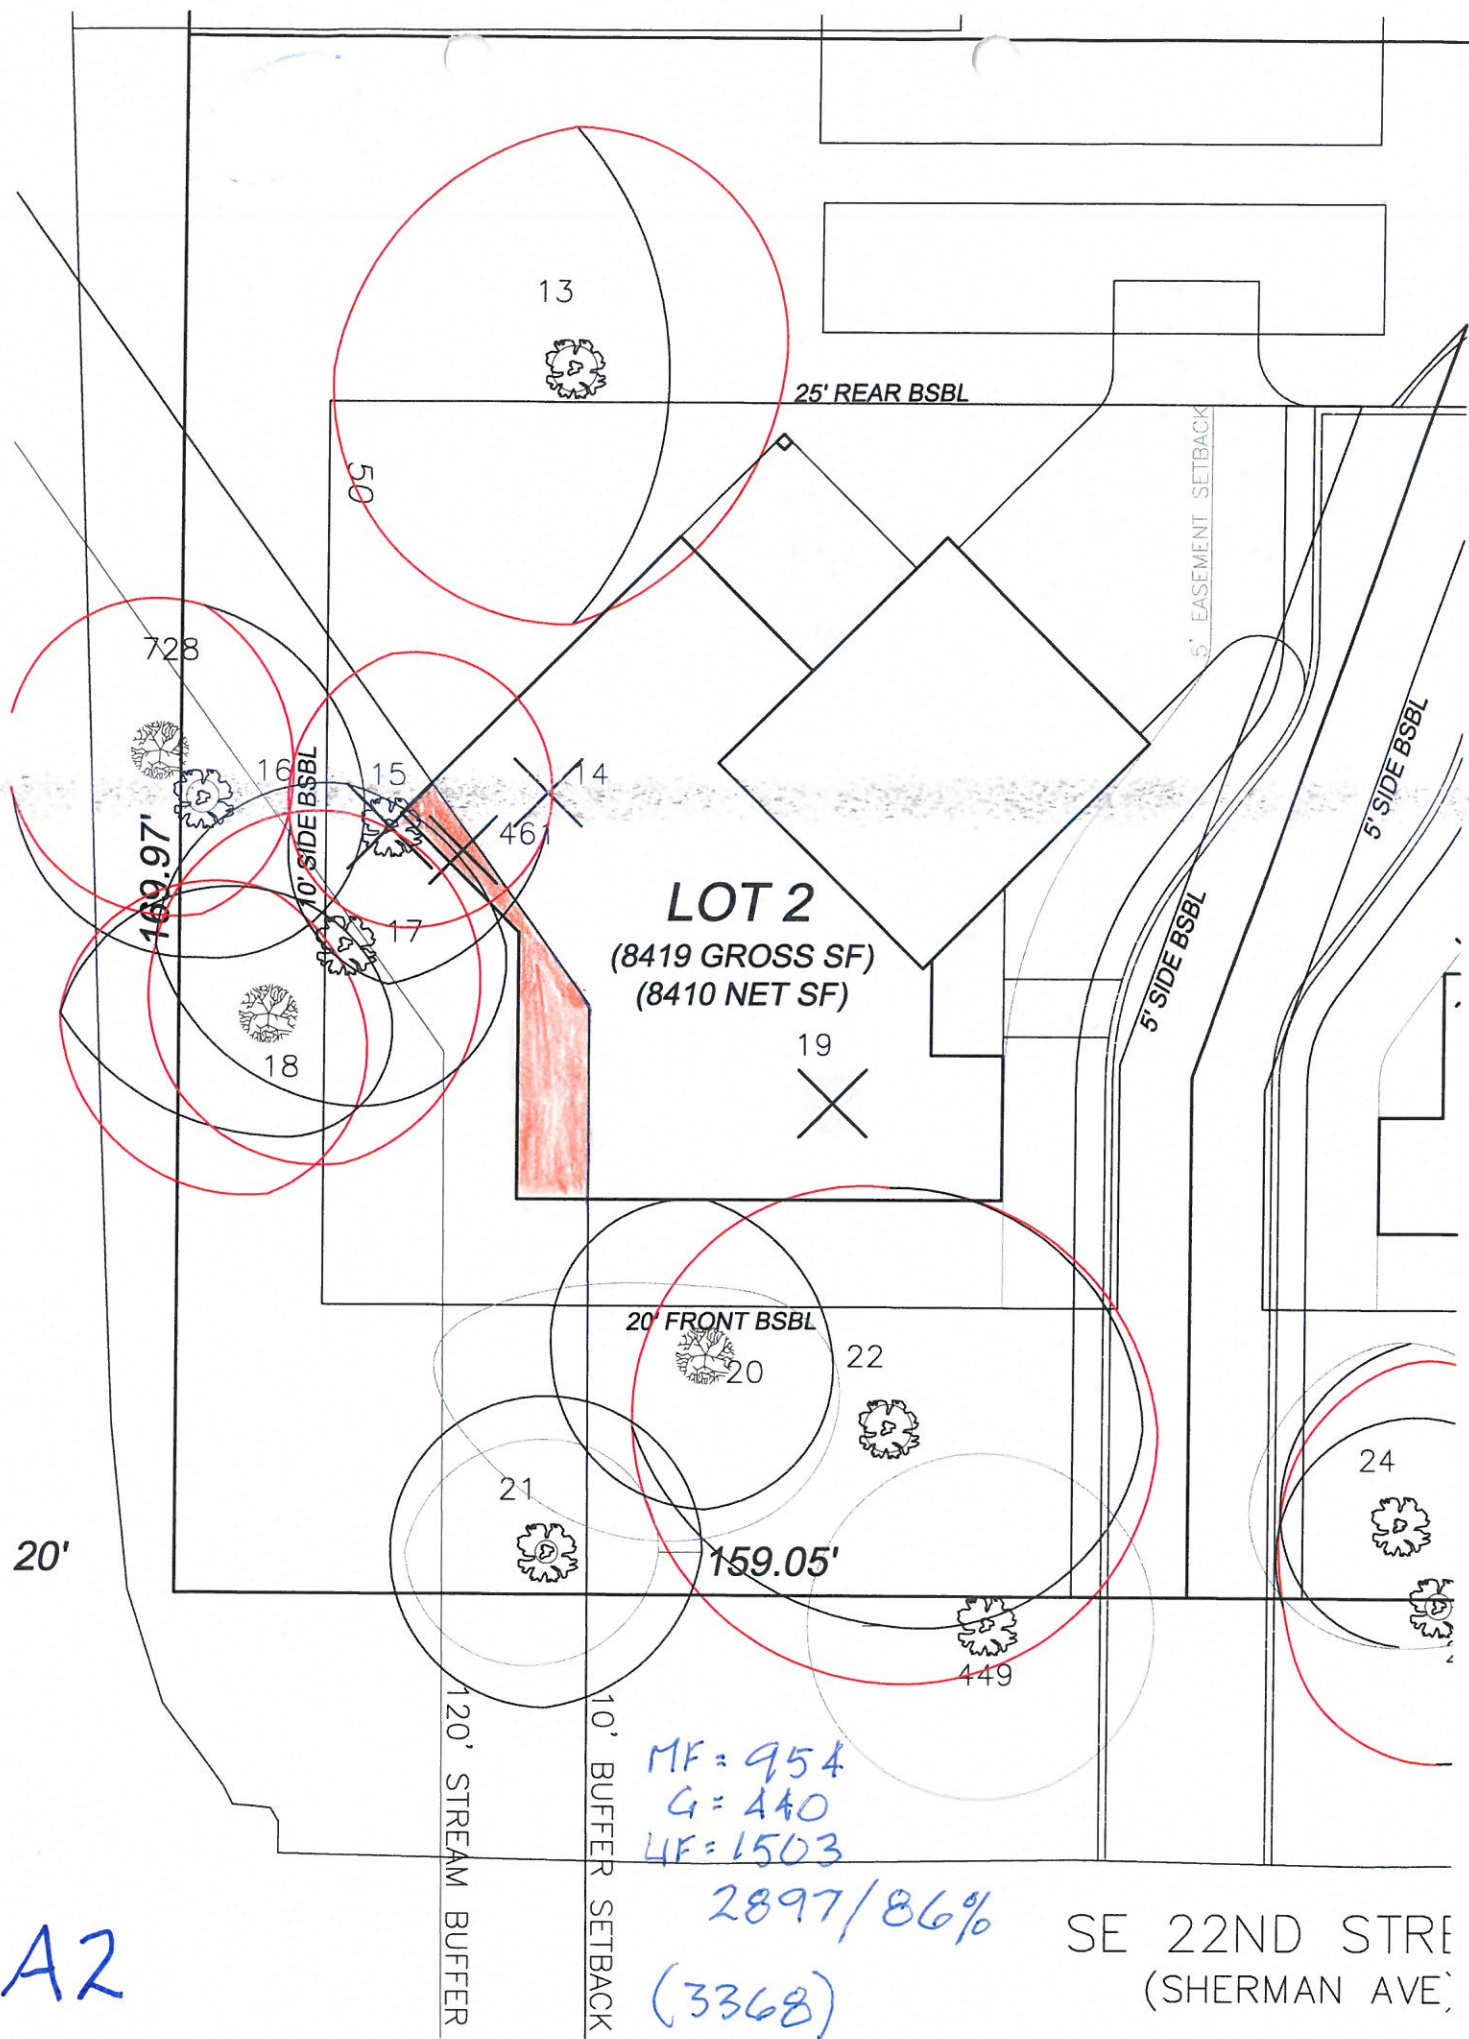 13
25' REAR BSBL
50
5' EASEMENT SETBACK
728
16
10' SIDE BSBL
15
14
461
169.97'
17
18
LOT 2
(8419 GROSS SF)
(8410 NET SF)
19
5' SIDE BSBL
5' SIDE BSBL
20' FRONT BSBL
20
22
21
24
20'
159.05'
449
120' STREAM BUFFER
10' BUFFER SETBACK
MF = 954
G = 440
UF = 1503
2897/86%
(3368)
A2
SE 22ND STRE
(SHERMAN AVE)